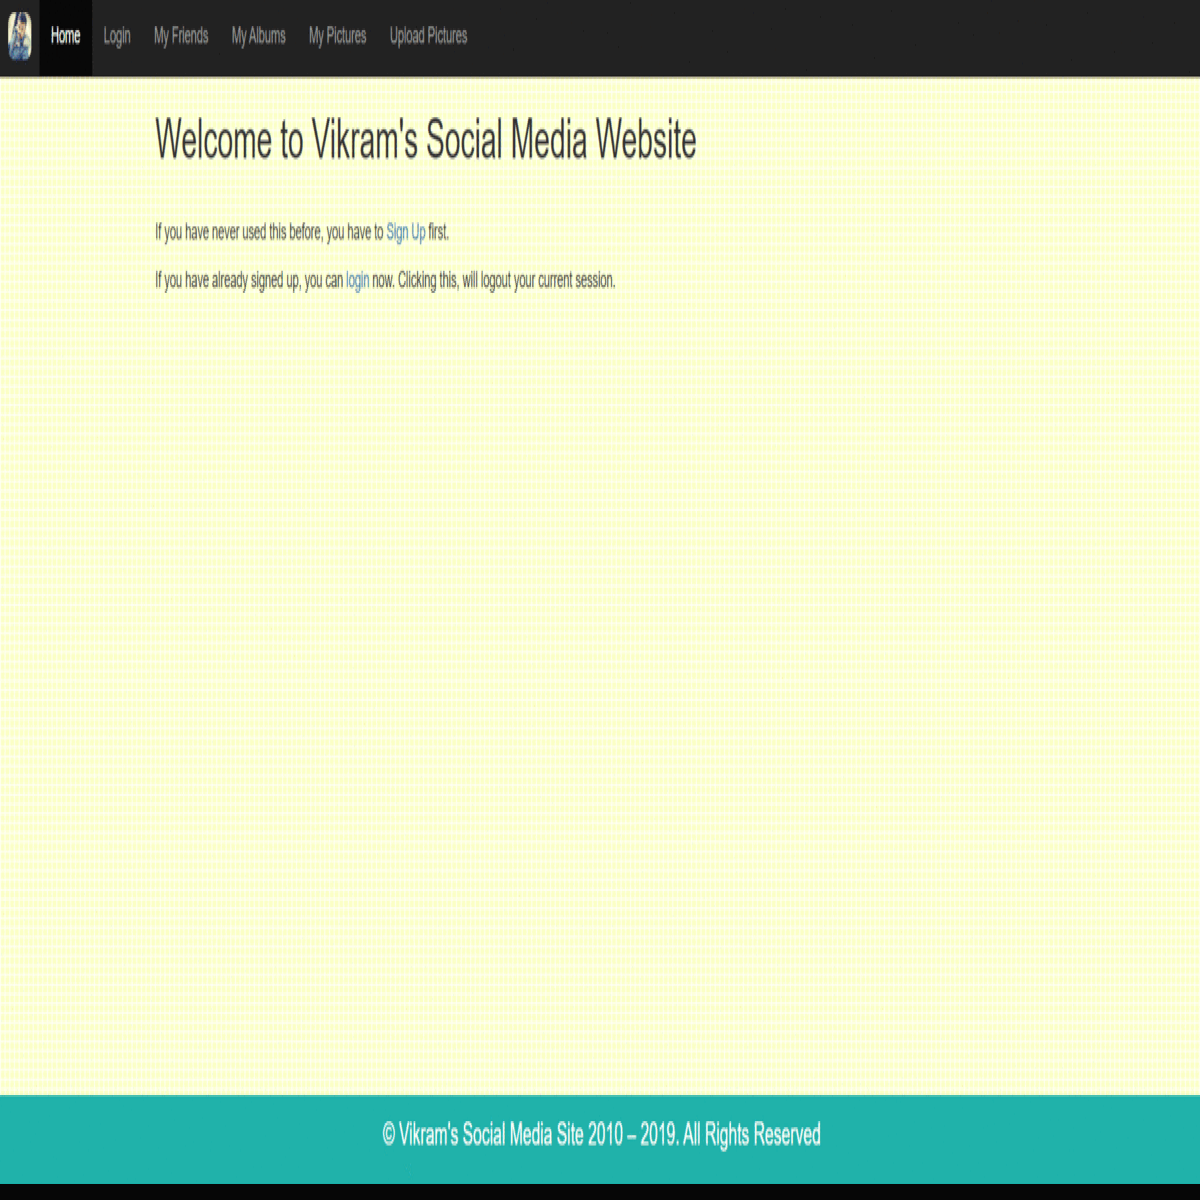 Home Login My Friends My Albums My Pictures Upload Pictures
Welcome to Vikram's Social Media Website
If you have never used this before, you have to Sign Up first.
If you have already signed up, you can login now. Clicking this, will logout your current session.
© Vikram's Social Media Site 2010 – 2019. All Rights Reserved